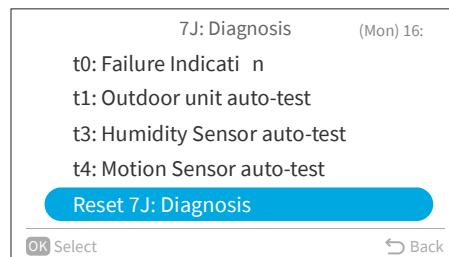 7J: Diagnosis (Mon) 16:
t0: Failure Indicati n
t1: Outdoor unit auto-test
t3: Humidity Sensor auto-test
t4: Motion Sensor auto-test
Reset 7J: Diagnosis
OK Select Back